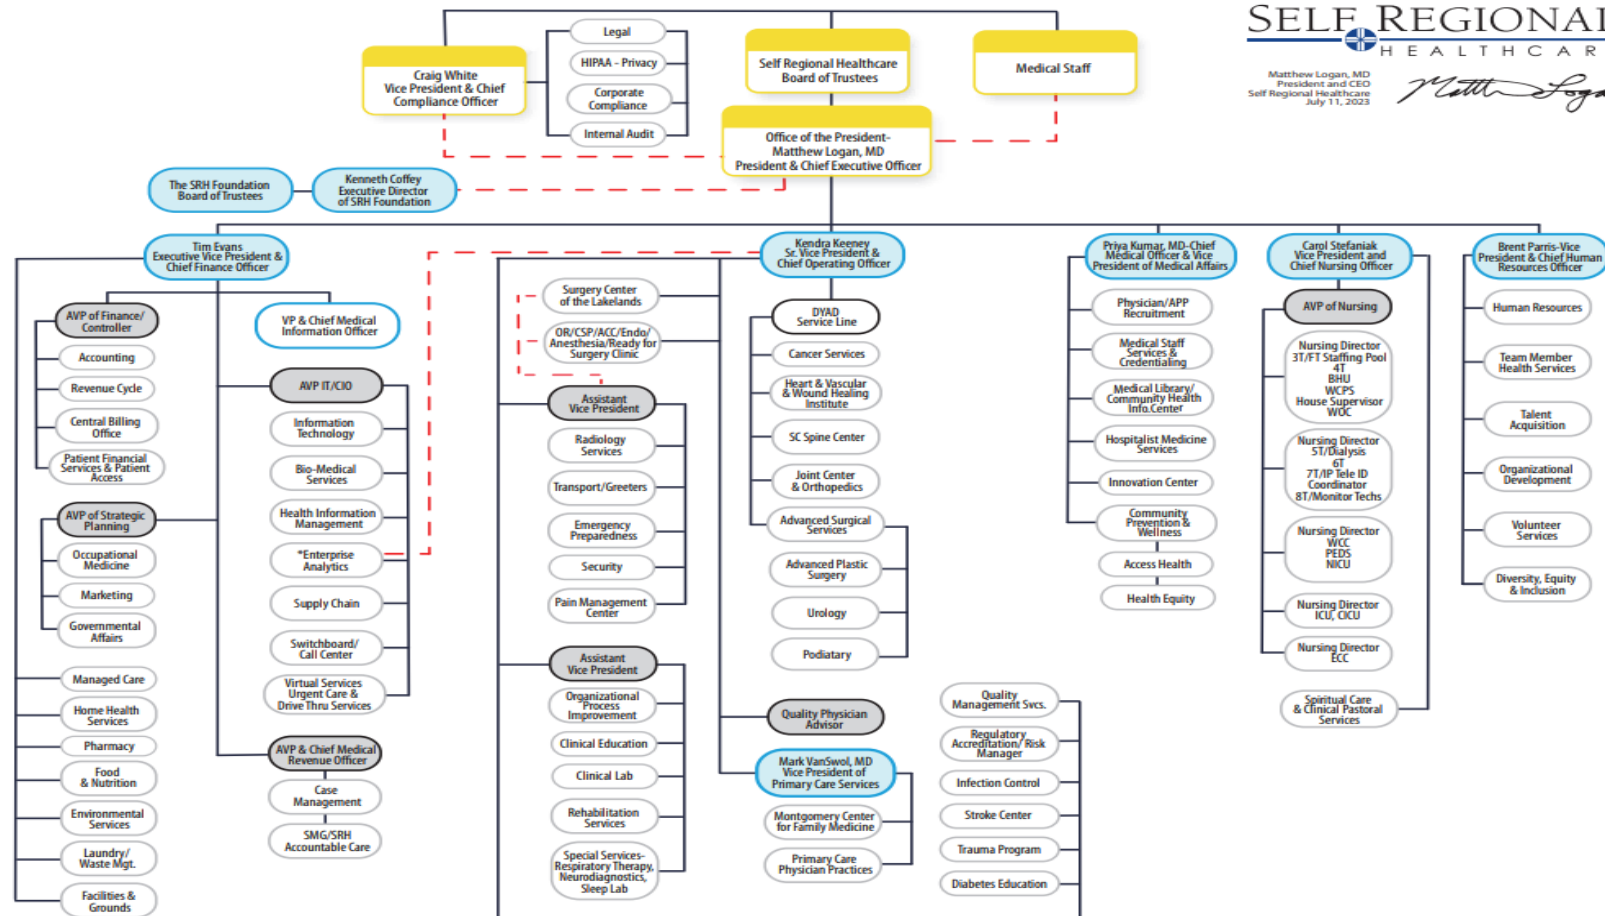 SELF REGIONAL
HEALTHCAR
Matthew Logan, MD
President and CEO
Self Regional Healthcare
July 11, 2023
Craig White
Vice President & Chief
Compliance Officer
Legal
HIPAA - Privacy
Corporate
Compliance
Internal Audit
Self Regional Healthcare
Board of Trustees
Medical Staff
Office of the President-
Matthew Logan, MD
President & Chief Executive Officer
The SRH Foundation
Board of Trustees
Kenneth Coffey
Executive Director
of SRH Foundation
Tim Evans
Executive Vice President &
Chief Finance Officer
AVP of Finance/
Controller
Accounting
Revenue Cycle
Central Billing
Office
Patient Financial
Services & Patient
Access
AVP of Strategic
Planning
Occupational
Medicine
Marketing
Governmental
Affairs
Managed Care
Home Health
Services
Pharmacy
Food
& Nutrition
Environmental
Services
Laundry/
Waste Mgt.
Facilities &
Grounds
VP & Chief Medical
Information Officer
AVP IT/CIO
Information
Technology
Bio-Medical
Services
Health Information
Management
*Enterprise
Analytics
Supply Chain
Switchboard/
Call Center
Virtual Services
Urgent Care &
Drive Thru Services
AVP & Chief Medical
Revenue Officer
Case
Management
SMG/SRH
Accountable Care
Kendra Keeney
Sr. Vice President &
Chief Operating Officer
Surgery Center
of the Lakelands
OR/CSP/ACC/Endo/
Anesthesia/Ready for
Surgery Clinic
Assistant
Vice President
Radiology
Services
Transport/Greeters
Emergency
Preparedness
Security
Pain Management
Center
Assistant
Vice President
Organizational
Process
Improvement
Clinical Education
Clinical Lab
Rehabilitation
Services
Special Services-
Respiratory Therapy,
Neurodiagnostics,
Sleep Lab
DYAD
Service Line
Cancer Services
Heart & Vascular
& Wound Healing
Institute
SC Spine Center
Joint Center
& Orthopedics
Advanced Surgical
Services
Advanced Plastic
Surgery
Urology
Podiatary
Quality Physician
Advisor
Mark VanSwol, MD
Vice President of
Primary Care Services
Montgomery Center
for Family Medicine
Primary Care
Physician Practices
Quality
Management Svcs.
Regulatory
Accreditation/ Risk
Manager
Infection Control
Stroke Center
Trauma Program
Diabetes Education
Priya Kumar, MD-Chief
Medical Officer & Vice
President of Medical Affairs
Physician/APP
Recruitment
Medical Staff
Services &
Credentialing
Medical Library/
Community Health
Info.Center
Hospitalist Medicine
Services
Innovation Center
Community
Prevention &
Wellness
Access Health
Health Equity
Carol Stefaniak
Vice President and
Chief Nursing Officer
AVP of Nursing
Nursing Director
3T/FT Staffing Pool
4T
BHU
WCPS
House Supervisor
WOC
Nursing Director
5T/Dialysis
6T
7T/IP Tele ID
Coordinator
8T/Monitor Techs
Nursing Director
WCC
PEDS
NICU
Nursing Director
ICU, CICU
Nursing Director
ECC
Spiritual Care
& Clinical Pastoral
Services
Brent Parris-Vice
President & Chief Human
Resources Officer
Human Resources
Team Member
Health Services
Talent
Acquisition
Organizational
Development
Volunteer
Services
Diversity, Equity
& Inclusion